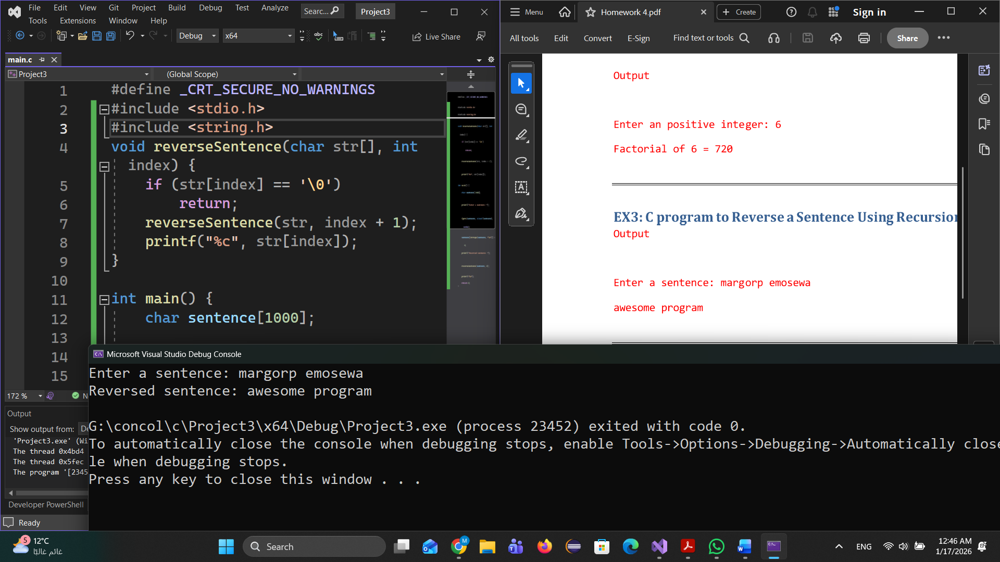 File Edit View Git Project Build Debug Test Analyze Searc... Project3
Tools Extensions Window Help
Debug x64 Live Share
main.c
Project3 (Global Scope)
1 #define _CRT_SECURE_NO_WARNINGS
2 #include <stdio.h>
3 #include <string.h>
4 void reverseSentence(char str[], int
index) {
5 if (str[index] == '\0')
6 return;
7 reverseSentence(str, index + 1);
8 printf("%c", str[index]);
9 }
10
11 int main() {
12 char sentence[1000];
13
14
15
172 %
Output
Show output from: De
'Project3.exe' (Wi
The thread 0x4bd4
The thread 0x5fec
The program '[2345
Developer PowerShell
Ready
Menu Homework 4.pdf Create Sign in
All tools Edit Convert E-Sign Find text or tools Share
Output
Enter an positive integer: 6
Factorial of 6 = 720
EX3: C program to Reverse a Sentence Using Recursion
Output
Enter a sentence: margorp emosewa
awesome program
Microsoft Visual Studio Debug Console
Enter a sentence: margorp emosewa
Reversed sentence: awesome program
G:\concol\c\Project3\x64\Debug\Project3.exe (process 23452) exited with code 0.
To automatically close the console when debugging stops, enable Tools->Options->Debugging->Automatically close
le when debugging stops.
Press any key to close this window . . .
5 12°C
غائم غالبًا
Search
ENG
12:46 AM
1/17/2026